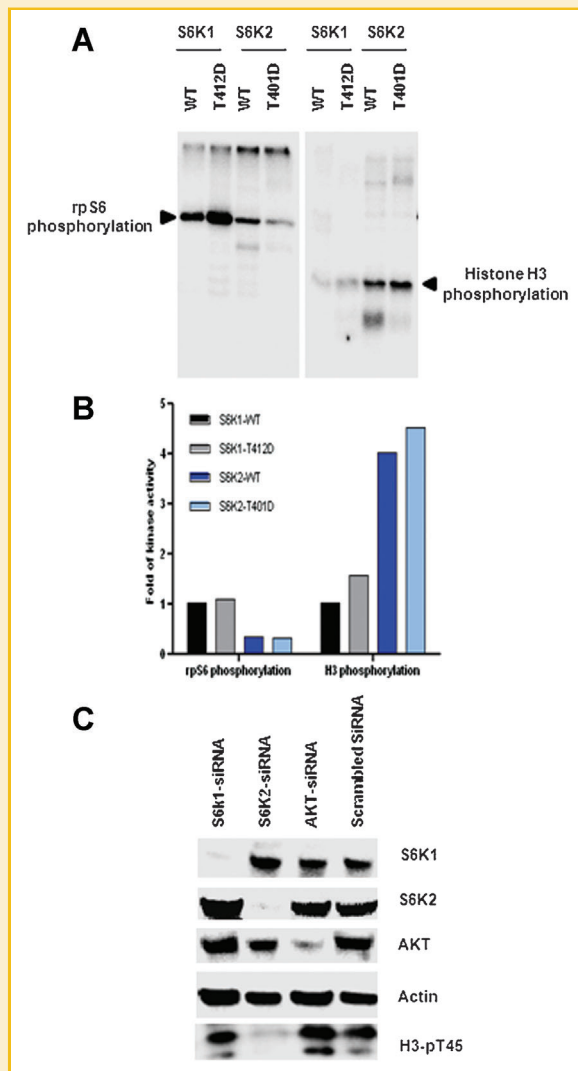 A
S6K1 S6K2 S6K1 S6K2
WT T412D WT T401D WT T412D WT T401D
rpS6
phosphorylation
Histone H3
phosphorylation
B
Fold of kinase activity
5
4
3
2
1
0
S6K1-WT
S6K1-T412D
S6K2-WT
S6K2-T401D
rpS6 phosphorylation H3 phosphorylation
C
S6k1-siRNA S6K2-siRNA AKT-siRNA Scrambled SiRNA
S6K1
S6K2
AKT
Actin
H3-pT45